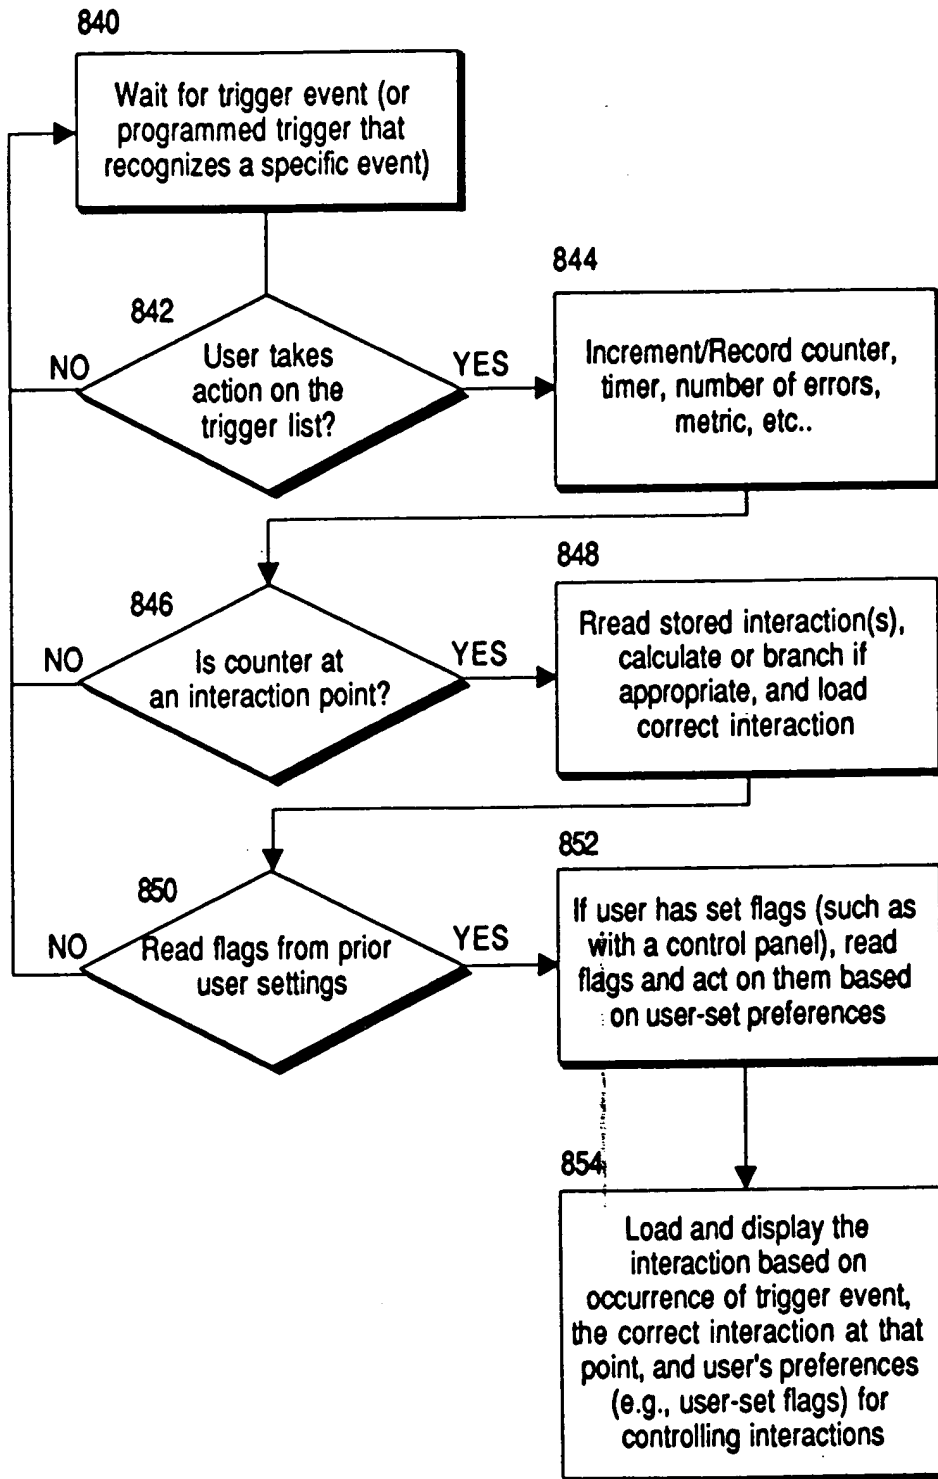 840
Wait for trigger event (or
programmed trigger that
recognizes a specific event)
842
User takes
action on the
trigger list?
NO
YES
844
Increment/Record counter,
timer, number of errors,
metric, etc..
846
Is counter at
an interaction point?
NO
YES
848
Rread stored interaction(s),
calculate or branch if
appropriate, and load
correct interaction
850
Read flags from prior
user settings
NO
YES
852
If user has set flags (such as
with a control panel), read
flags and act on them based
on user-set preferences
854
Load and display the
interaction based on
occurrence of trigger event,
the correct interaction at that
point, and user's preferences
(e.g., user-set flags) for
controlling interactions